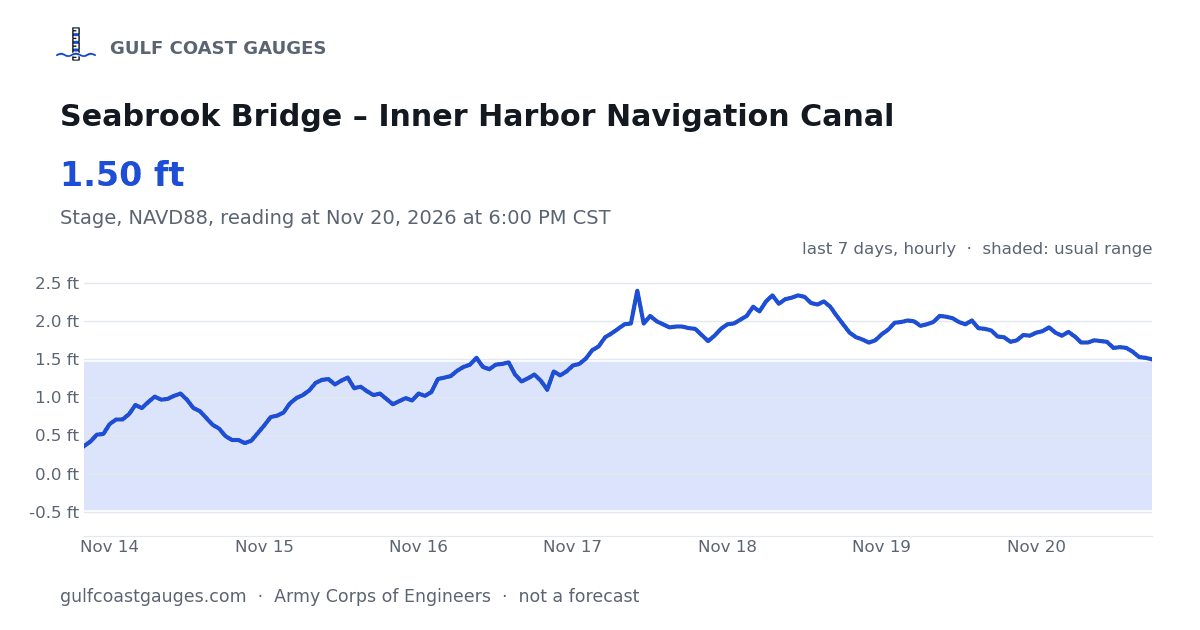 GULF COAST GAUGES
Seabrook Bridge – Inner Harbor Navigation Canal
1.50 ft
Stage, NAVD88, reading at Nov 20, 2026 at 6:00 PM CST
last 7 days, hourly · shaded: usual range
2.5 ft
2.0 ft
1.5 ft
1.0 ft
0.5 ft
0.0 ft
-0.5 ft
Nov 14 Nov 15 Nov 16 Nov 17 Nov 18 Nov 19 Nov 20
gulfcoastgauges.com · Army Corps of Engineers · not a forecast